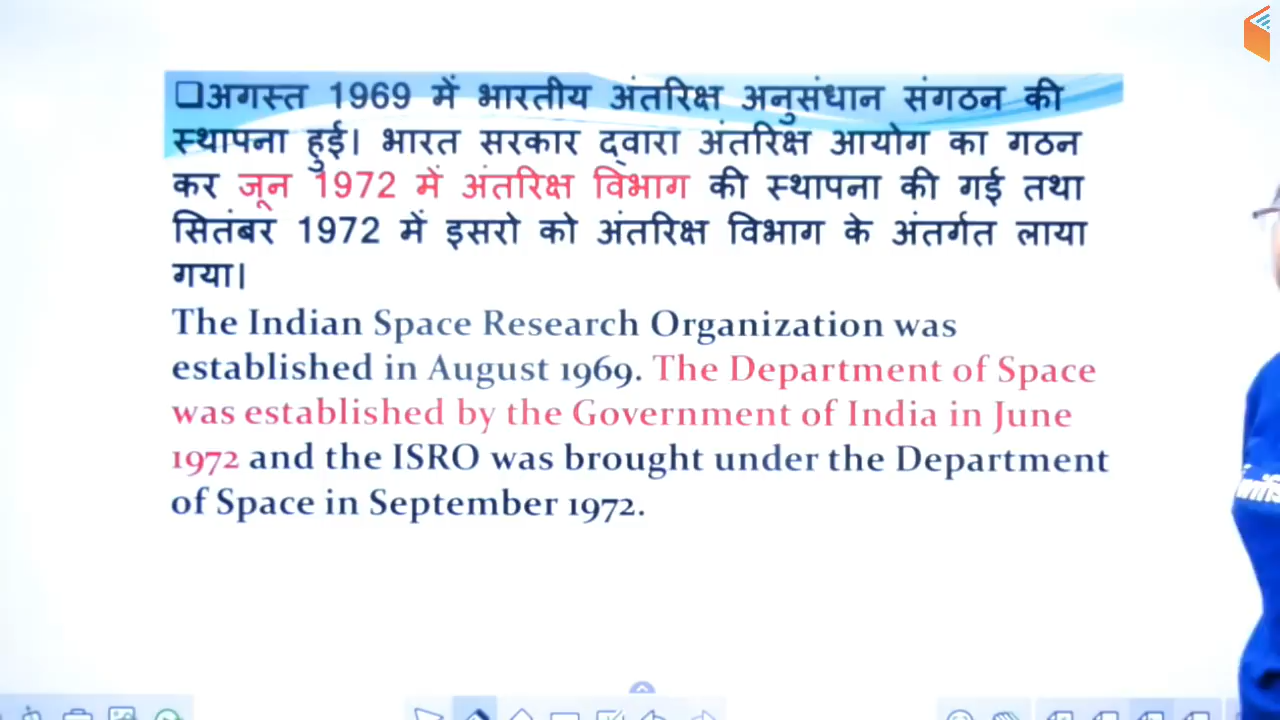 ❑अगस्त 1969 में भारतीय अंतरिक्ष अनुसंधान संगठन की
स्थापना हुई। भारत सरकार द्वारा अंतरिक्ष आयोग का गठन
कर जून 1972 में अंतरिक्ष विभाग की स्थापना की गई तथा
सितंबर 1972 में इसरो को अंतरिक्ष विभाग के अंतर्गत लाया
गया।
The Indian Space Research Organization was
established in August 1969. The Department of Space
was established by the Government of India in June
1972 and the ISRO was brought under the Department
of Space in September 1972.